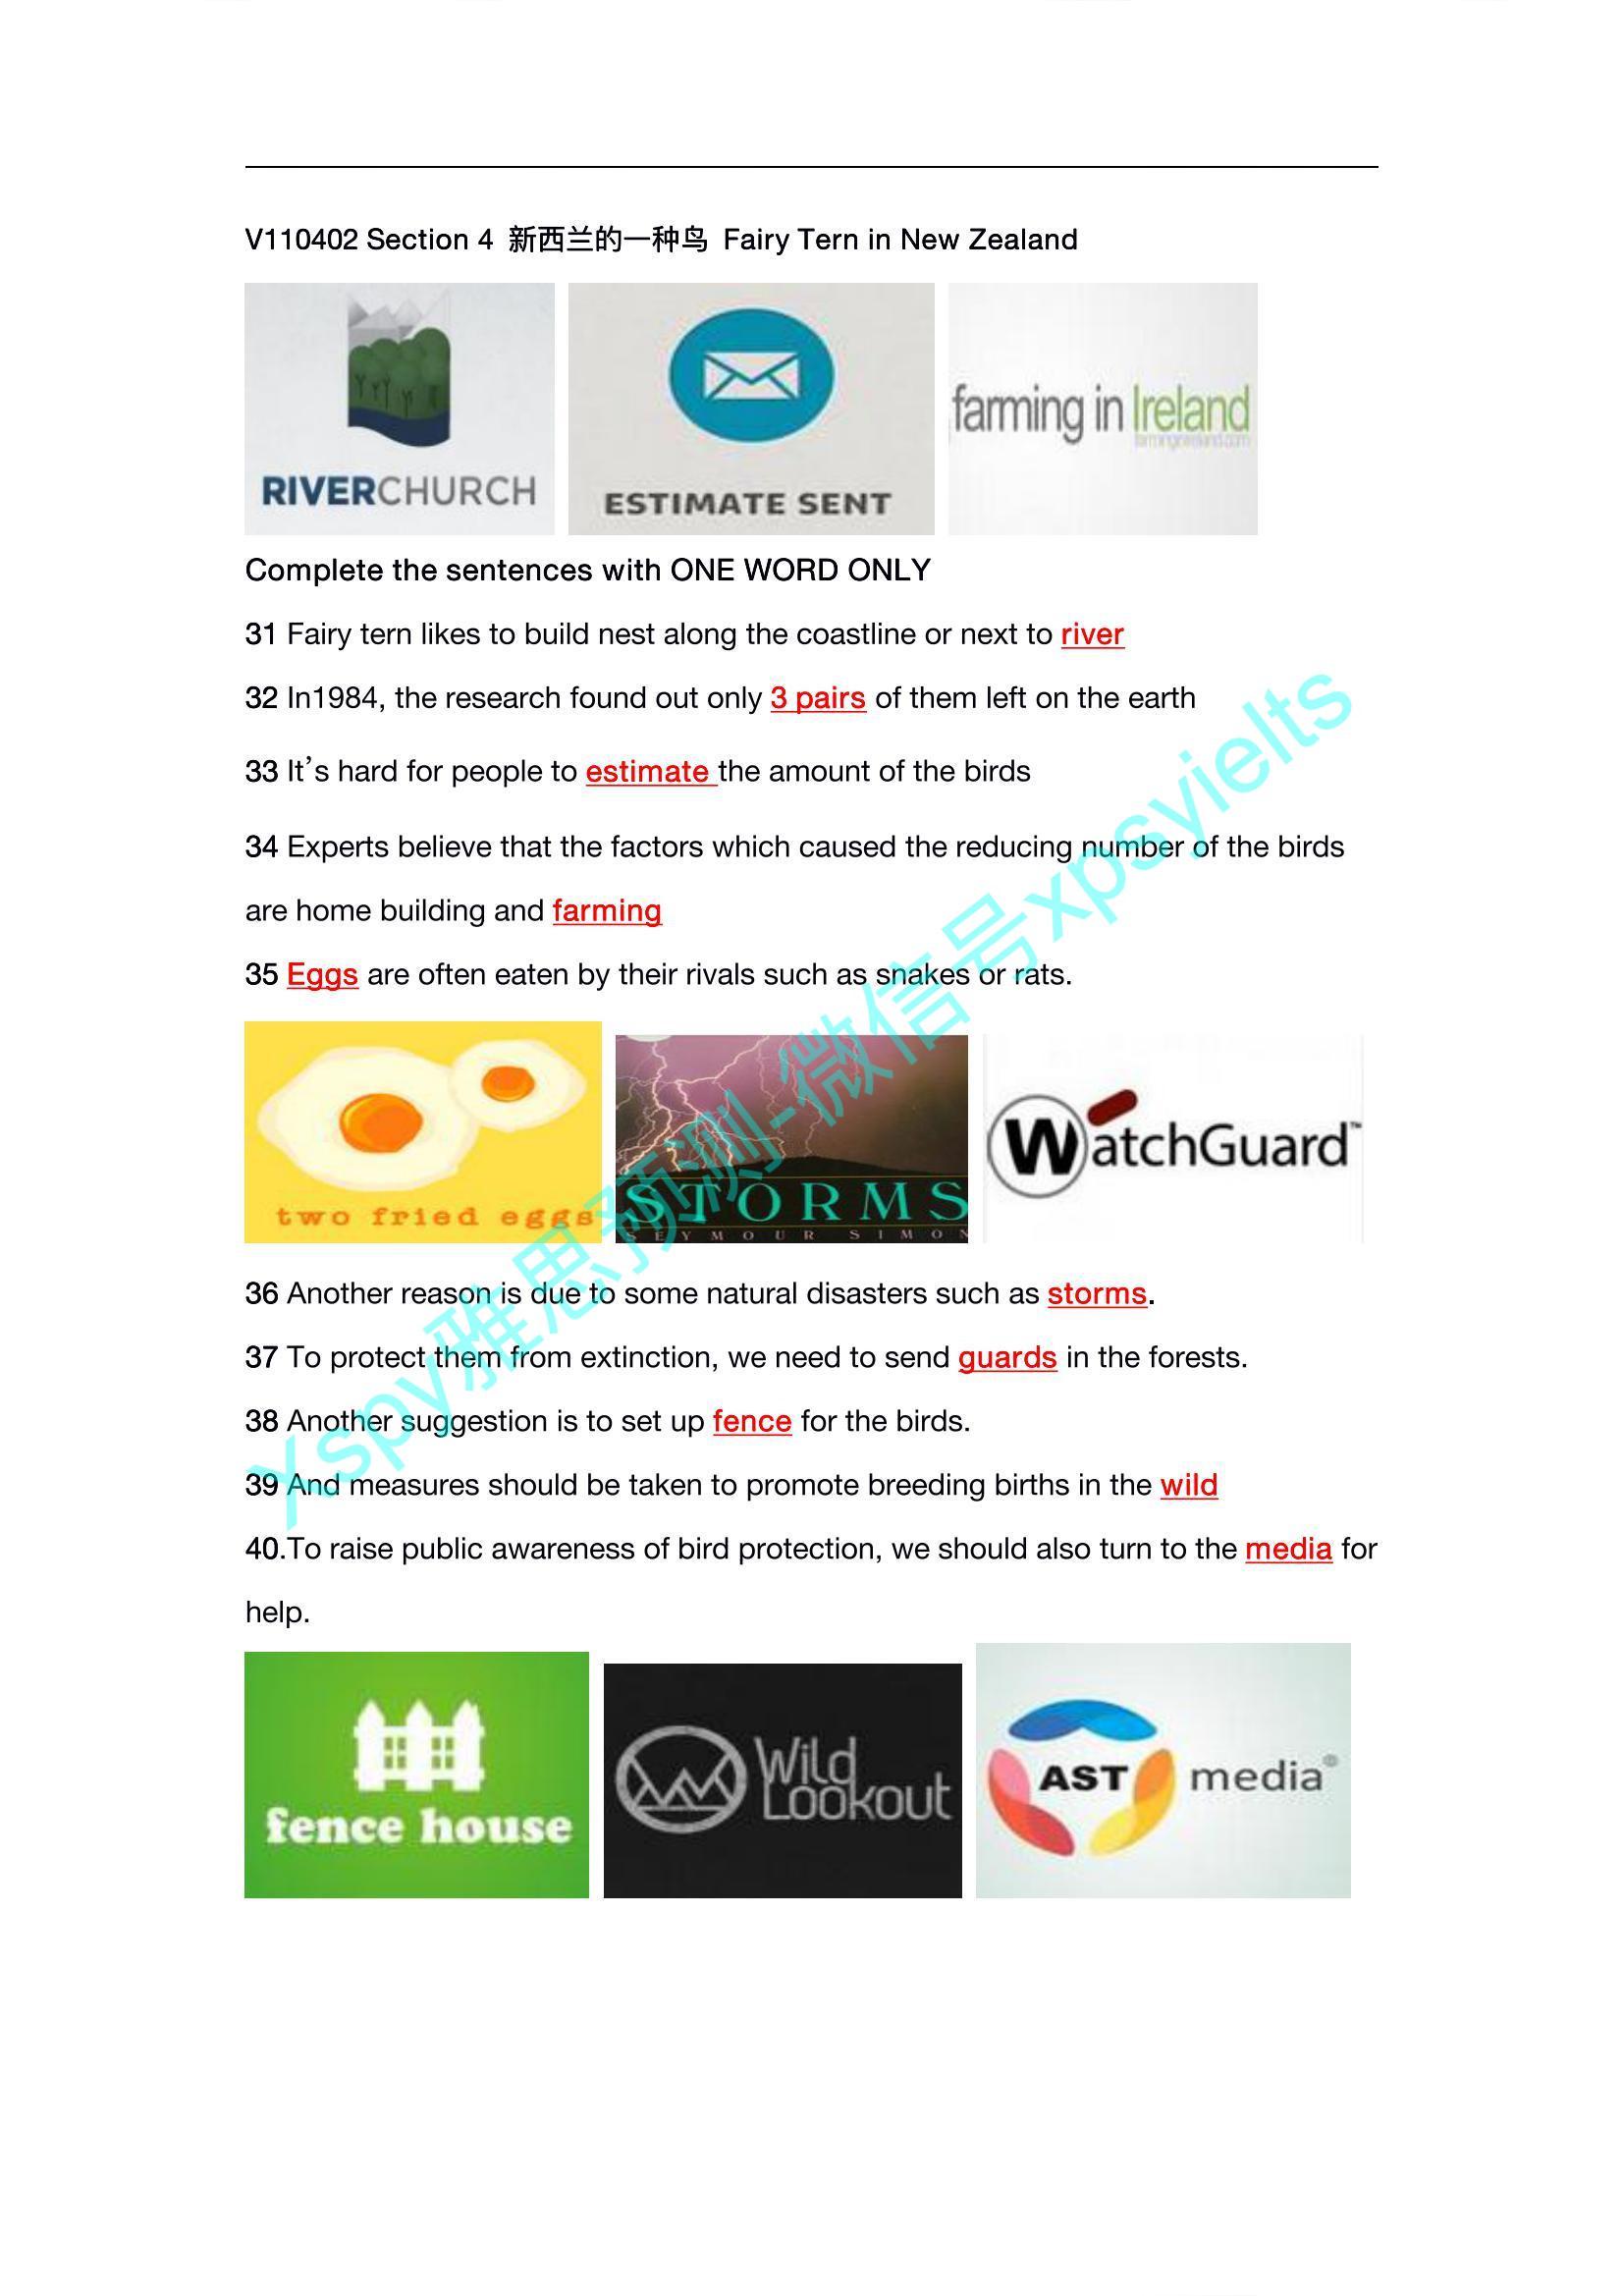 V110402 Section 4 新西兰的一种鸟 Fairy Tern in New Zealand
RIVERCHURCH
ESTIMATE SENT
farming in Ireland
farminginireland.com
Complete the sentences with ONE WORD ONLY
31 Fairy tern likes to build nest along the coastline or next to river
32 In1984, the research found out only 3 pairs of them left on the earth
33 It's hard for people to estimate the amount of the birds
34 Experts believe that the factors which caused the reducing number of the birds
are home building and farming
35 Eggs are often eaten by their rivals such as snakes or rats.
two fried eggs
STORMS
SEYMOUR SIMON
WatchGuard™
36 Another reason is due to some natural disasters such as storms.
37 To protect them from extinction, we need to send guards in the forests.
38 Another suggestion is to set up fence for the birds.
39 And measures should be taken to promote breeding births in the wild
40.To raise public awareness of bird protection, we should also turn to the media for
help.
fence house
Wild
Lookout
AST media®
Xspy雅思预测-微信号xpsyielts